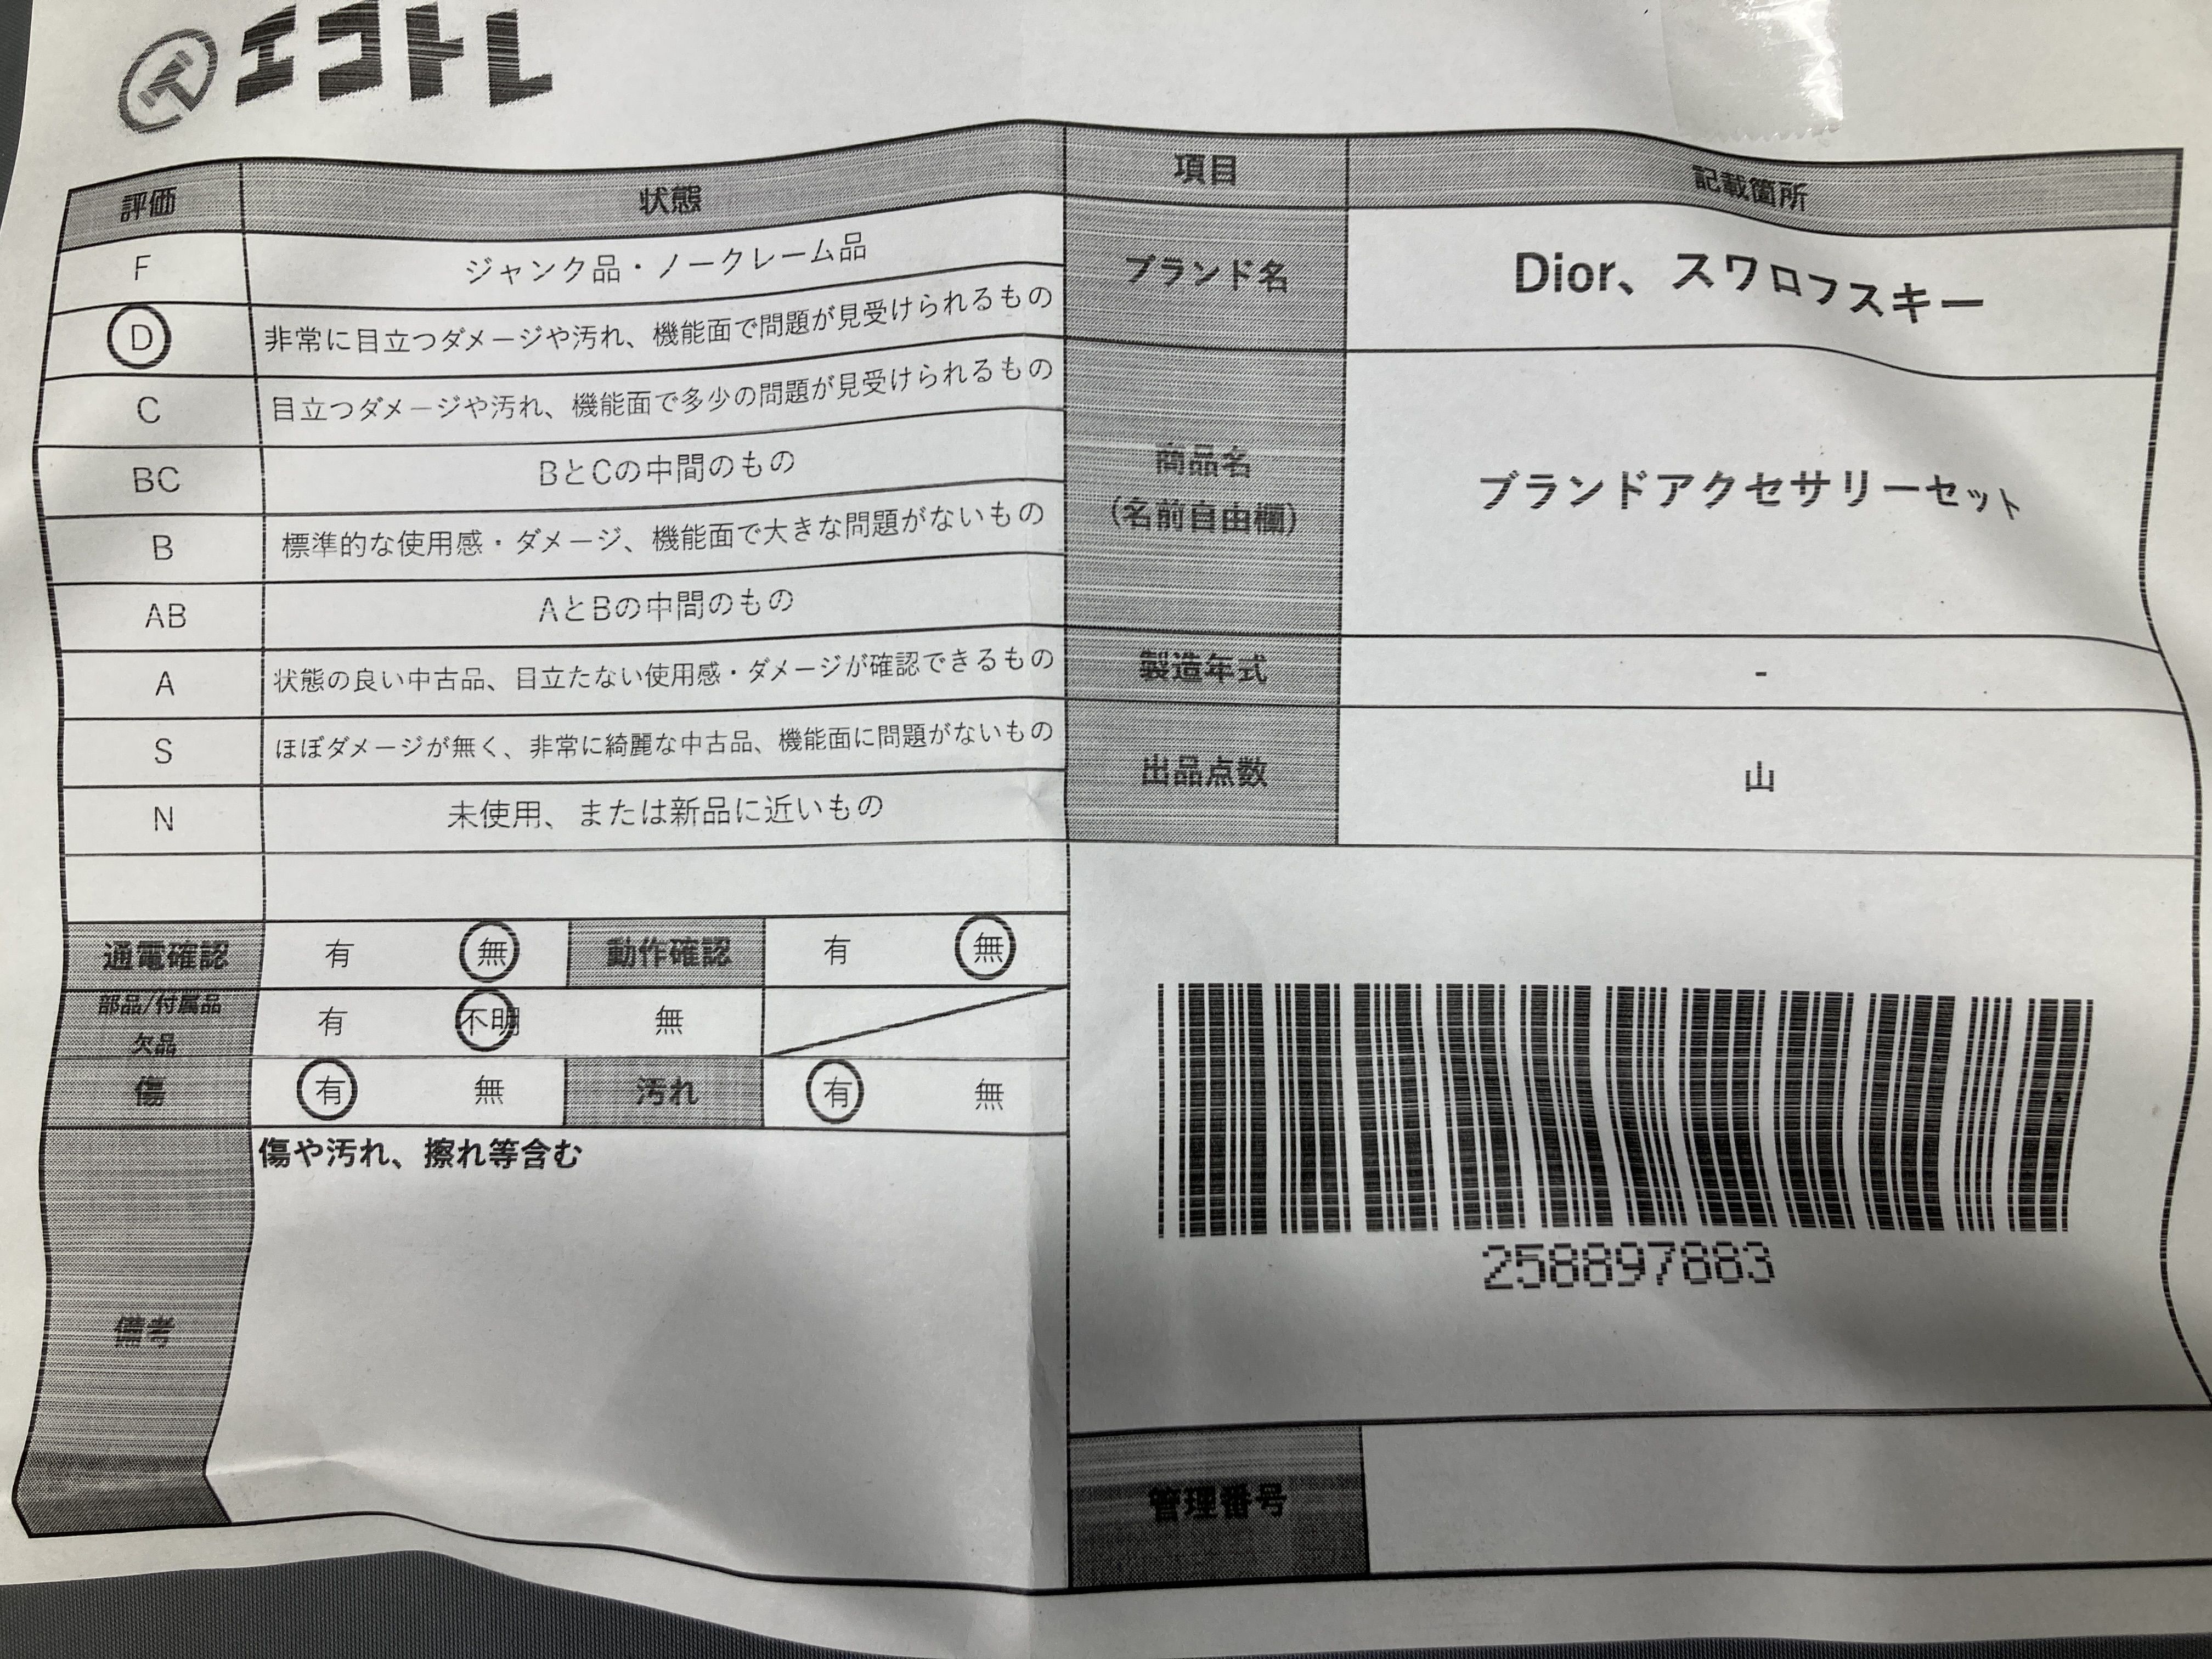 エコトレ
評価 状態
F ジャンク品・ノークレーム品
D 非常に目立つダメージや汚れ、機能面で問題が見受けられるもの
C 目立つダメージや汚れ、機能面で多少の問題が見受けられるもの
BC BとCの中間のもの
B 標準的な使用感・ダメージ、機能面で大きな問題がないもの
AB AとBの中間のもの
A 状態の良い中古品、目立たない使用感・ダメージが確認できるもの
S ほぼダメージが無く、非常に綺麗な中古品、機能面に問題がないもの
N 未使用、または新品に近いもの
通電確認 有 無 動作確認 有 無
部品/付属品
欠品
有 不明 無
傷 有 無 汚れ 有 無
備考
傷や汚れ、擦れ等含む
項目 記載箇所
ブランド名 Dior、スワロフスキー
商品名
(名前自由欄)
ブランドアクセサリーセット
製造年式 -
出品点数 山
258897883
管理番号